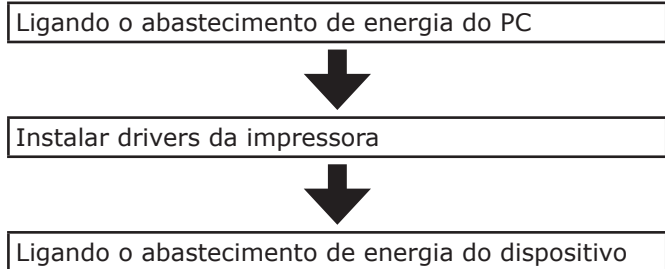 Ligando o abastecimento de energia do PC
Instalar drivers da impressora
Ligando o abastecimento de energia do dispositivo